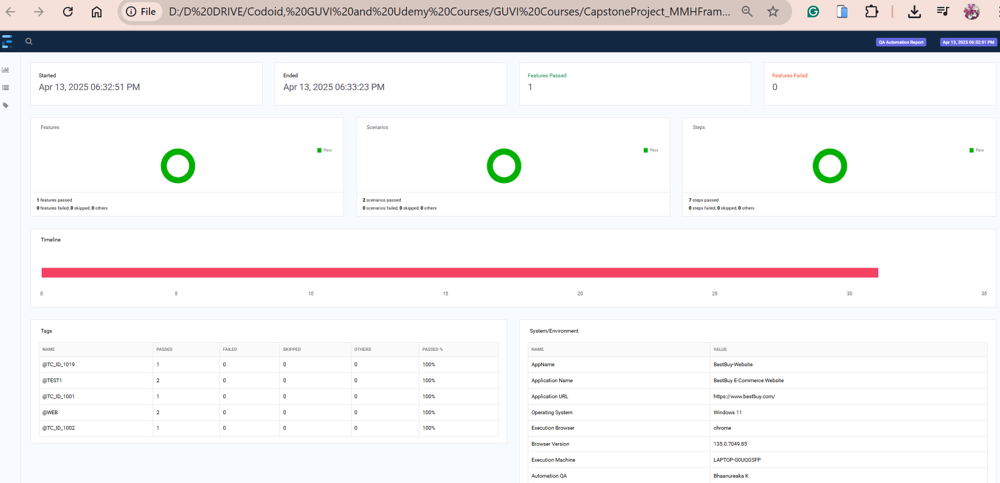 File
D:/D%20DRIVE/Codoid,%20GUVI%20and%20Udemy%20Courses/GUVI%20Courses/CapstoneProject_MMHFram...
QA Automation Report
Apr 13, 2025 06:32:51 PM
Started
Apr 13, 2025 06:32:51 PM
Ended
Apr 13, 2025 06:33:23 PM
Features Passed
1
Features Failed
0
Features
Pass
1 features passed
0 features failed, 0 skipped, 0 others
Scenarios
Pass
2 scenarios passed
0 scenarios failed, 0 skipped, 0 others
Steps
Pass
7 steps passed
0 steps failed, 0 skipped, 0 others
Timeline
0 5 10 15 20 25 30 35
Tags
NAME PASSED FAILED SKIPPED OTHERS PASSED %
@TC_ID_1019 1 0 0 0 100%
@TEST1 2 0 0 0 100%
@TC_ID_1001 1 0 0 0 100%
@WEB 2 0 0 0 100%
@TC_ID_1002 1 0 0 0 100%
System/Environment
NAME VALUE
AppName BestBuy-Website
Application Name BestBuy E-Commerce Website
Application URL https://www.bestbuy.com/
Operating System Windows 11
Execution Browser chrome
Browser Version 135.0.7049.85
Execution Machine LAPTOP-G0UQGSFP
Automation QA Bhaanureaka K